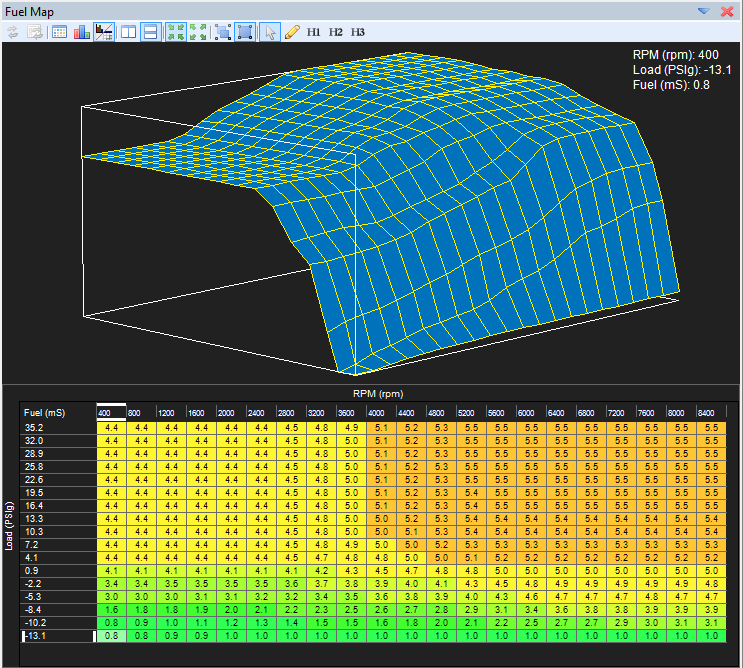 Fuel Map
H1 H2 H3
RPM (rpm): 400
Load (PSIg): -13.1
Fuel (mS): 0.8
RPM (rpm)
Fuel (mS) 400 800 1200 1600 2000 2400 2800 3200 3600 4000 4400 4800 5200 5600 6000 6400 6800 7200 7600 8000 8400
35.2 4.4 4.4 4.4 4.4 4.4 4.4 4.5 4.8 4.9 5.1 5.2 5.3 5.5 5.5 5.5 5.5 5.5 5.5 5.5 5.5 5.5
32.0 4.4 4.4 4.4 4.4 4.4 4.4 4.5 4.8 5.0 5.1 5.2 5.3 5.5 5.5 5.5 5.5 5.5 5.5 5.5 5.5 5.5
28.9 4.4 4.4 4.4 4.4 4.4 4.4 4.5 4.8 5.0 5.1 5.2 5.3 5.5 5.5 5.5 5.5 5.5 5.5 5.5 5.5 5.5
25.8 4.4 4.4 4.4 4.4 4.4 4.4 4.5 4.8 5.0 5.1 5.2 5.3 5.5 5.5 5.5 5.5 5.5 5.5 5.5 5.5 5.5
22.6 4.4 4.4 4.4 4.4 4.4 4.4 4.5 4.8 5.0 5.1 5.2 5.3 5.5 5.5 5.5 5.5 5.5 5.5 5.5 5.5 5.5
19.5 4.4 4.4 4.4 4.4 4.4 4.4 4.5 4.8 5.0 5.1 5.2 5.3 5.4 5.5 5.5 5.5 5.5 5.5 5.5 5.5 5.5
16.4 4.4 4.4 4.4 4.4 4.4 4.4 4.5 4.8 5.0 5.1 5.2 5.3 5.4 5.5 5.5 5.5 5.5 5.5 5.5 5.5 5.5
13.3 4.4 4.4 4.4 4.4 4.4 4.4 4.5 4.8 5.0 5.0 5.2 5.3 5.4 5.5 5.4 5.4 5.4 5.4 5.4 5.4 5.4
10.3 4.4 4.4 4.4 4.4 4.4 4.4 4.5 4.8 5.0 5.0 5.1 5.3 5.4 5.4 5.4 5.4 5.4 5.4 5.4 5.4 5.4
7.2 4.4 4.4 4.4 4.4 4.4 4.4 4.5 4.8 4.9 5.0 5.0 5.2 5.3 5.3 5.3 5.3 5.3 5.3 5.3 5.3 5.3
4.1 4.4 4.4 4.4 4.4 4.4 4.4 4.5 4.7 4.8 4.8 5.0 5.0 5.1 5.2 5.2 5.2 5.2 5.2 5.2 5.2 5.2
0.9 4.1 4.1 4.1 4.1 4.1 4.1 4.1 4.2 4.3 4.5 4.7 4.8 4.8 5.0 5.0 5.0 5.0 5.0 5.0 5.0 5.0
-2.2 3.4 3.4 3.5 3.5 3.5 3.5 3.6 3.7 3.8 3.9 4.0 4.1 4.3 4.5 4.8 4.9 4.9 4.9 4.9 4.9 4.8
-5.3 3.0 3.0 3.0 3.1 3.1 3.2 3.2 3.4 3.5 3.6 3.8 3.9 4.0 4.3 4.6 4.7 4.7 4.7 4.8 4.7 4.7
-8.4 1.6 1.8 1.8 1.9 2.0 2.1 2.2 2.3 2.5 2.6 2.7 2.8 2.9 3.1 3.4 3.6 3.8 3.8 3.9 3.9 3.9
-10.2 0.8 0.9 1.0 1.1 1.2 1.3 1.4 1.5 1.5 1.6 1.8 2.0 2.1 2.2 2.5 2.7 2.7 2.9 3.0 3.1 3.1
-13.1 0.8 0.8 0.9 0.9 1.0 1.0 1.0 1.0 1.0 1.0 1.0 1.0 1.0 1.0 1.0 1.0 1.0 1.0 1.0 1.0 1.0
Load (PSIg)